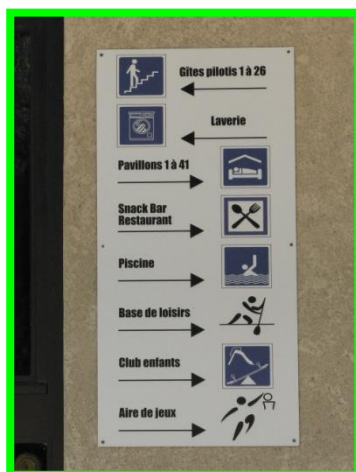 Gîtes pilotis 1 à 26
Laverie
Pavillons 1 à 41
Snack Bar
Restaurant
Piscine
Base de loisirs
Club enfants
Aire de jeux